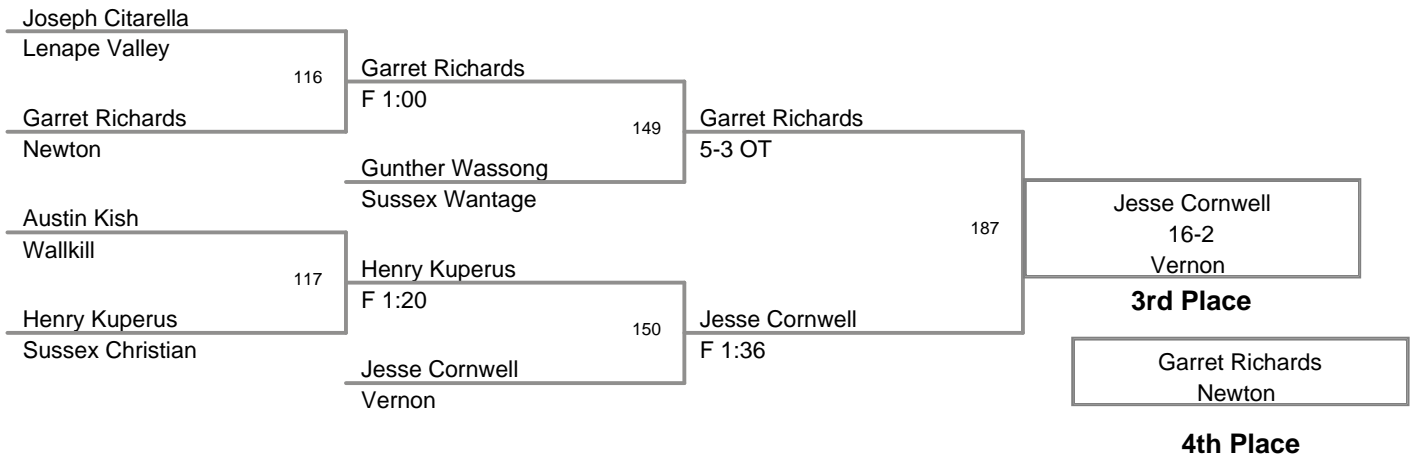 Joseph Citarella
Lenape Valley
116
Garret Richards
F 1:00
Garret Richards
Newton
149
Garret Richards
5-3 OT
Gunther Wassong
Sussex Wantage
Austin Kish
Wallkill
117
Henry Kuperus
F 1:20
Henry Kuperus
Sussex Christian
150
Jesse Cornwell
F 1:36
Jesse Cornwell
Vernon
187
Jesse Cornwell
16-2
Vernon
3rd Place
Garret Richards
Newton
4th Place